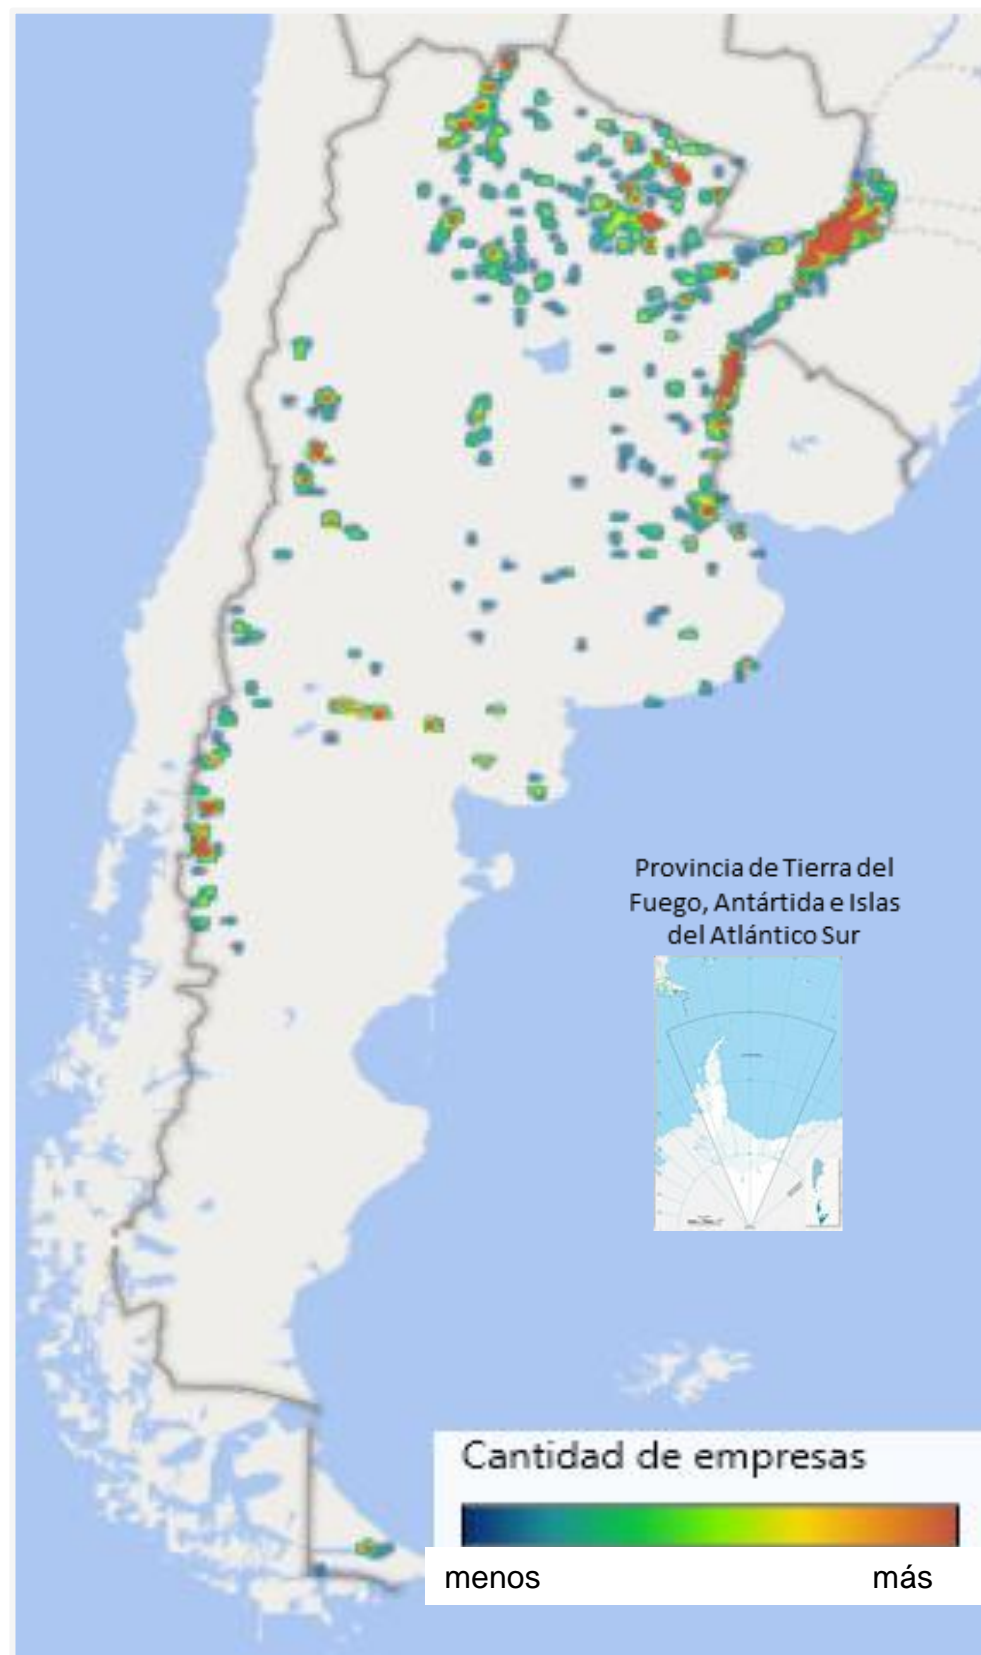 Provincia de Tierra del
Fuego, Antártida e Islas
del Atlántico Sur
Cantidad de empresas
menos más